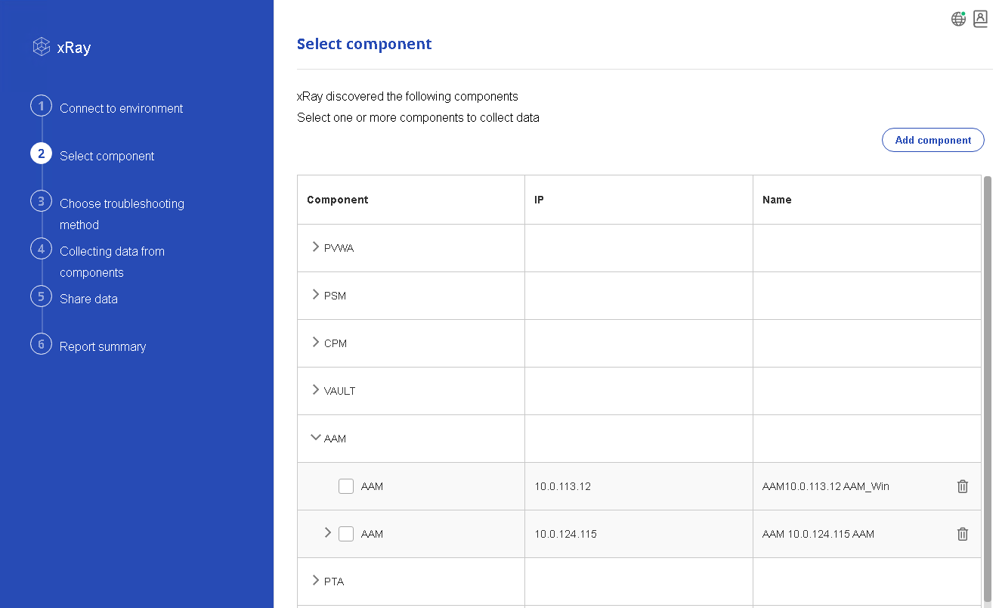 xRay
1 Connect to environment
2 Select component
3 Choose troubleshooting
method
4 Collecting data from
components
5 Share data
6 Report summary
Select component
xRay discovered the following components
Select one or more components to collect data
Add component
Component IP Name
PVWA
PSM
CPM
VAULT
AAM
AAM 10.0.113.12 AAM10.0.113.12 AAM_Win
AAM 10.0.124.115 AAM 10.0.124.115 AAM
PTA